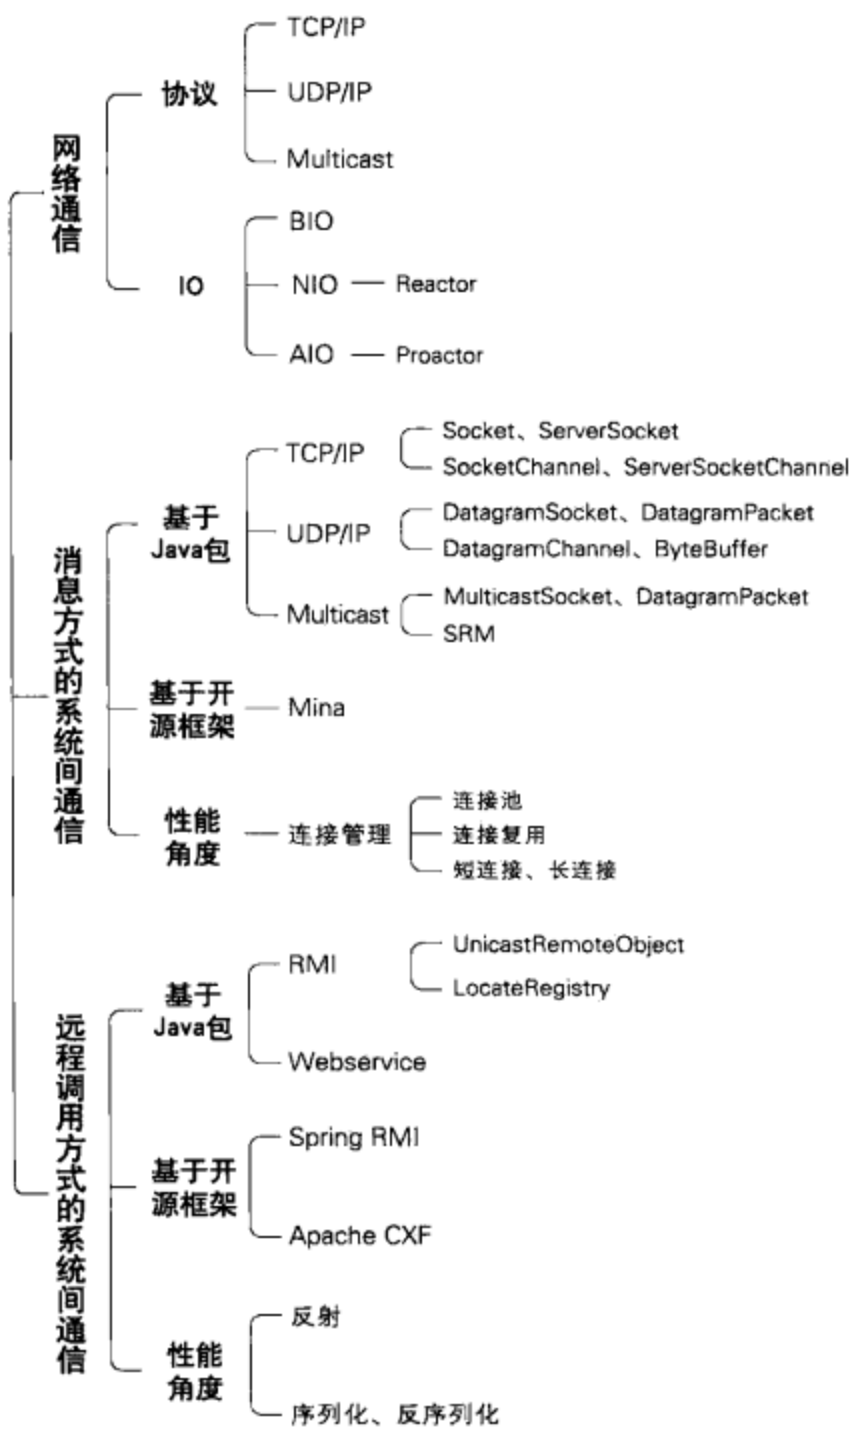 网络通信
协议
TCP/IP
UDP/IP
Multicast
IO
BIO
NIO — Reactor
AIO — Proactor
消息方式的系统间通信
基于
Java包
TCP/IP
Socket、ServerSocket
SocketChannel、ServerSocketChannel
UDP/IP
DatagramSocket、DatagramPacket
DatagramChannel、ByteBuffer
Multicast
MulticastSocket、DatagramPacket
SRM
基于开
源框架
Mina
性能
角度
连接管理
连接池
连接复用
短连接、长连接
远程调用方式的系统间通信
基于
Java包
RMI
UnicastRemoteObject
LocateRegistry
Webservice
基于开
源框架
Spring RMI
Apache CXF
性能
角度
反射
序列化、反序列化